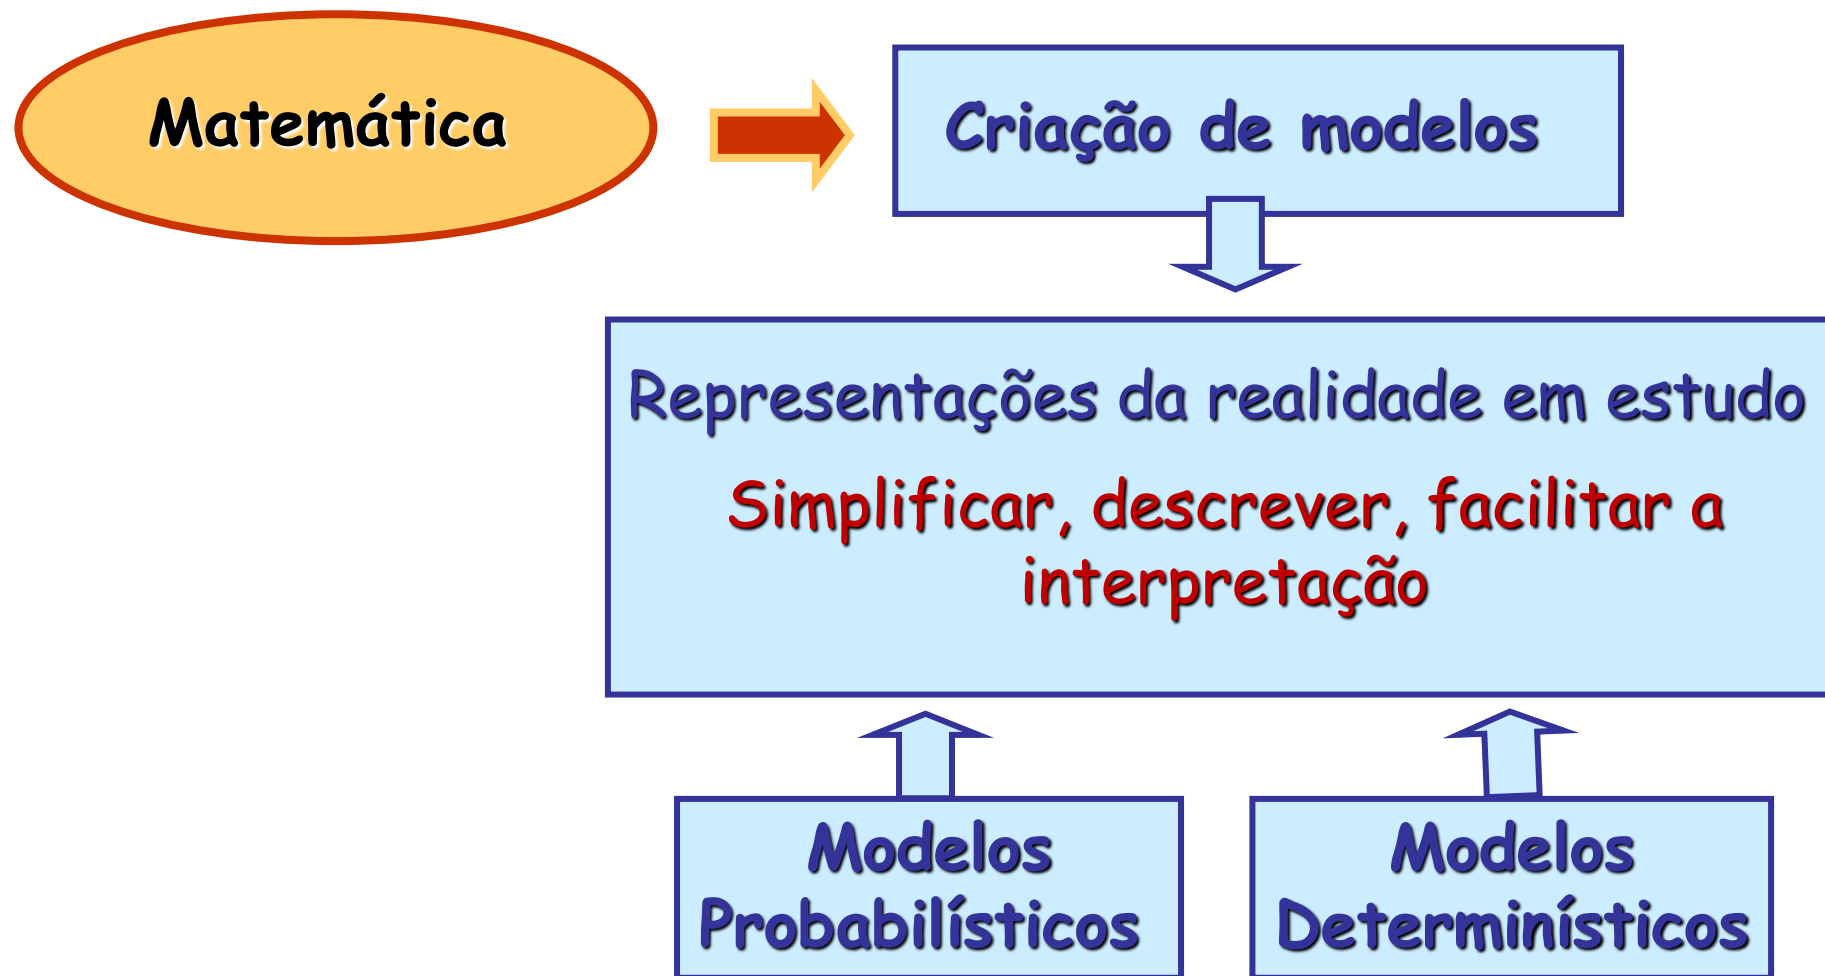 Matemática
Criação de modelos
Representações da realidade em estudo
Simplificar, descrever, facilitar a
interpretação
Modelos
Probabilísticos
Modelos
Determinísticos